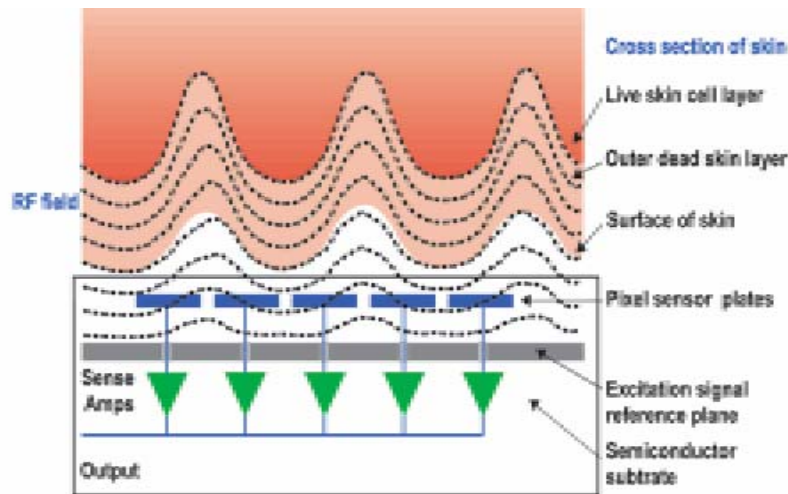 Cross section of skin
Live skin cell layer
Outer dead skin layer
RF field
Surface of skin
Pixel sensor plates
Sense
Amps
Excitation signal
reference plane
Semiconductor
subtrate
Output